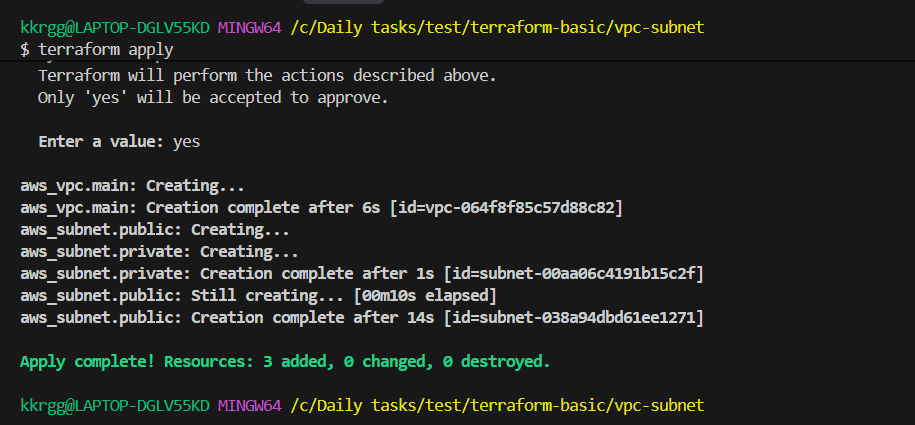 kkrgg@LAPTOP-DGLV55KD MINGW64 /c/Daily tasks/test/terraform-basic/vpc-subnet
$ terraform apply
Terraform will perform the actions described above.
Only 'yes' will be accepted to approve.
Enter a value: yes
aws_vpc.main: Creating...
aws_vpc.main: Creation complete after 6s [id=vpc-064f8f85c57d88c82]
aws_subnet.public: Creating...
aws_subnet.private: Creating...
aws_subnet.private: Creation complete after 1s [id=subnet-00aa06c4191b15c2f]
aws_subnet.public: Still creating... [00m10s elapsed]
aws_subnet.public: Creation complete after 14s [id=subnet-038a94dbd61ee1271]
Apply complete! Resources: 3 added, 0 changed, 0 destroyed.
kkrgg@LAPTOP-DGLV55KD MINGW64 /c/Daily tasks/test/terraform-basic/vpc-subnet